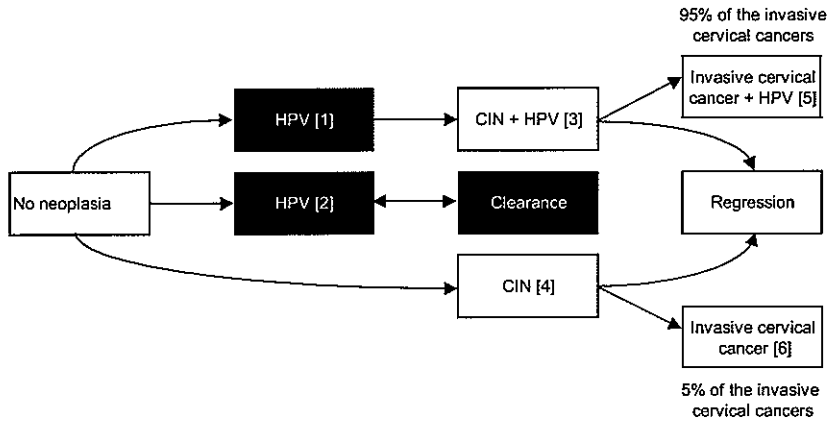 95% of the invasive
cervical cancers
Invasive cervical
cancer + HPV [5]
HPV [1]
CIN + HPV [3]
No neoplasia
HPV [2]
Clearance
Regression
CIN [4]
Invasive cervical
cancer [6]
5% of the invasive
cervical cancers